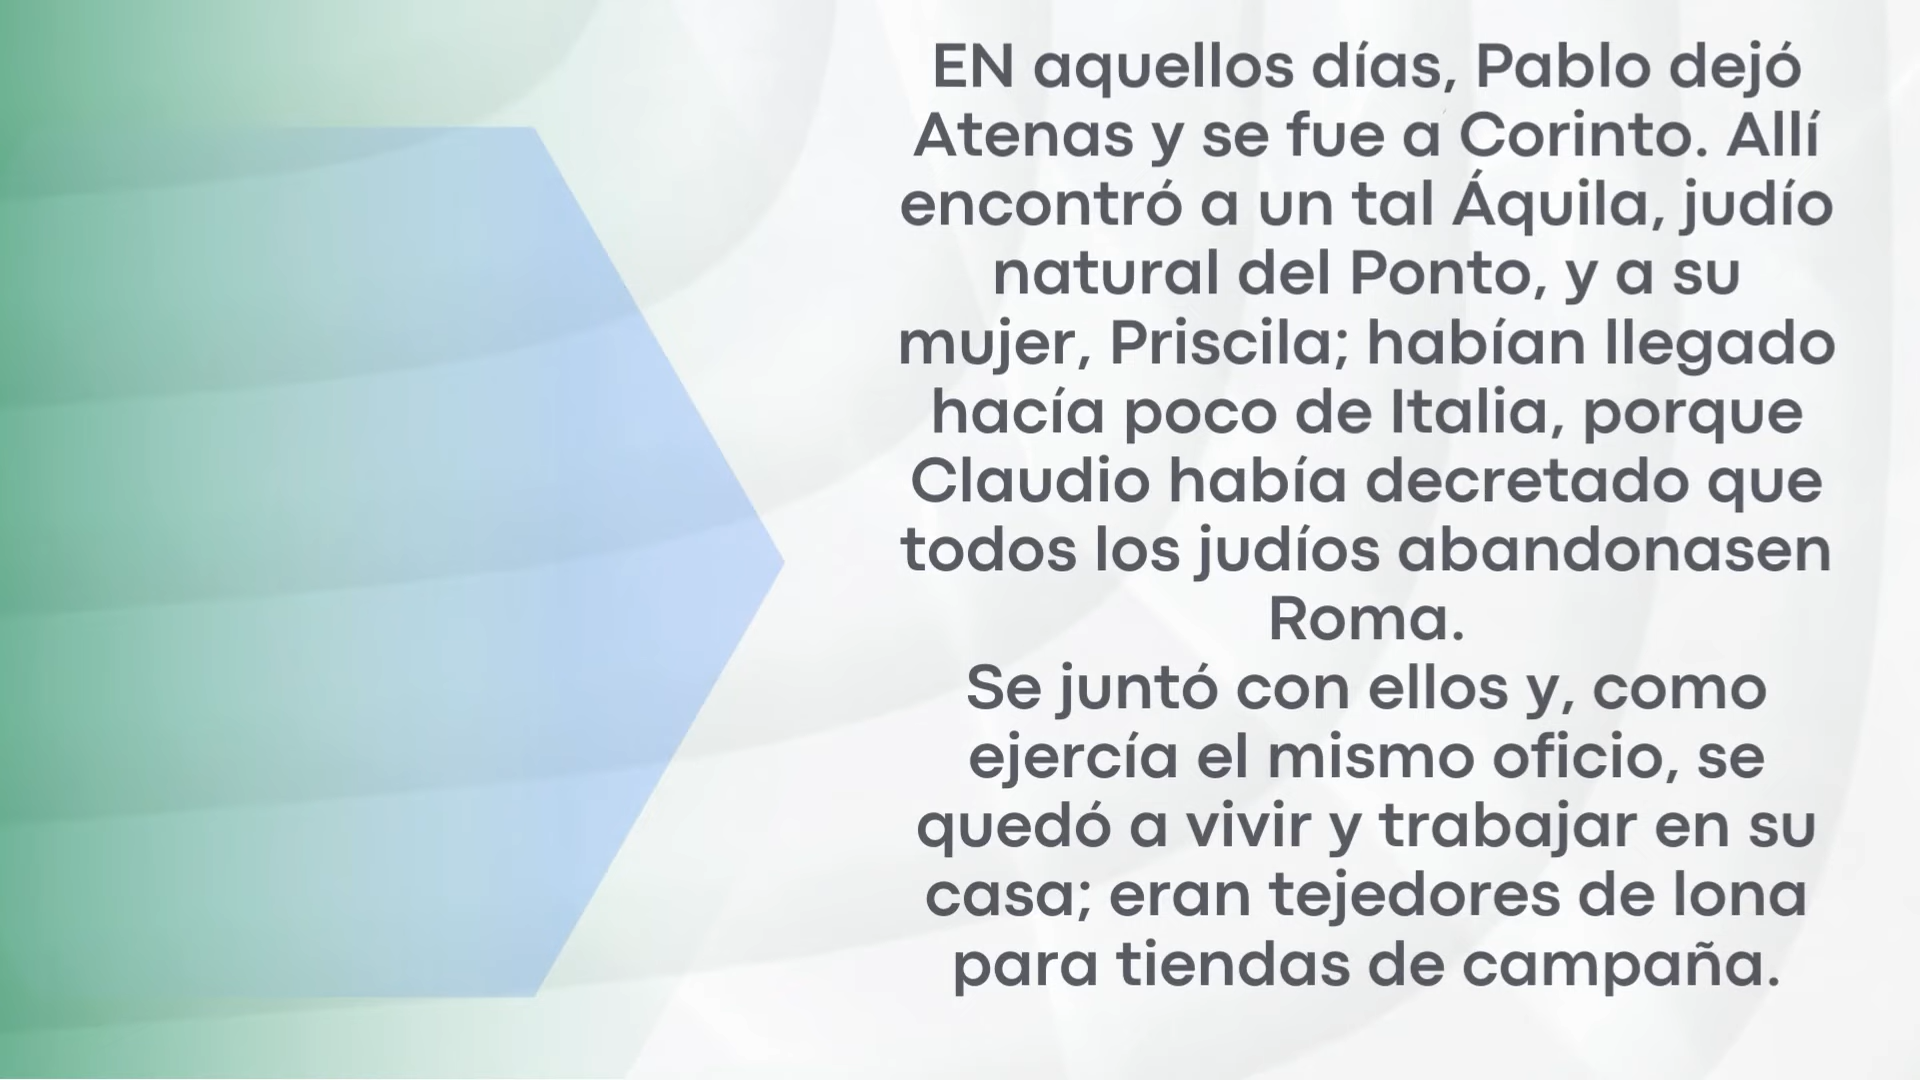 EN aquellos días, Pablo dejó
Atenas y se fue a Corinto. Allí
encontró a un tal Áquila, judío
natural del Ponto, y a su
mujer, Priscila; habían llegado
hacía poco de Italia, porque
Claudio había decretado que
todos los judíos abandonasen
Roma.
Se juntó con ellos y, como
ejercía el mismo oficio, se
quedó a vivir y trabajar en su
casa; eran tejedores de lona
para tiendas de campaña.